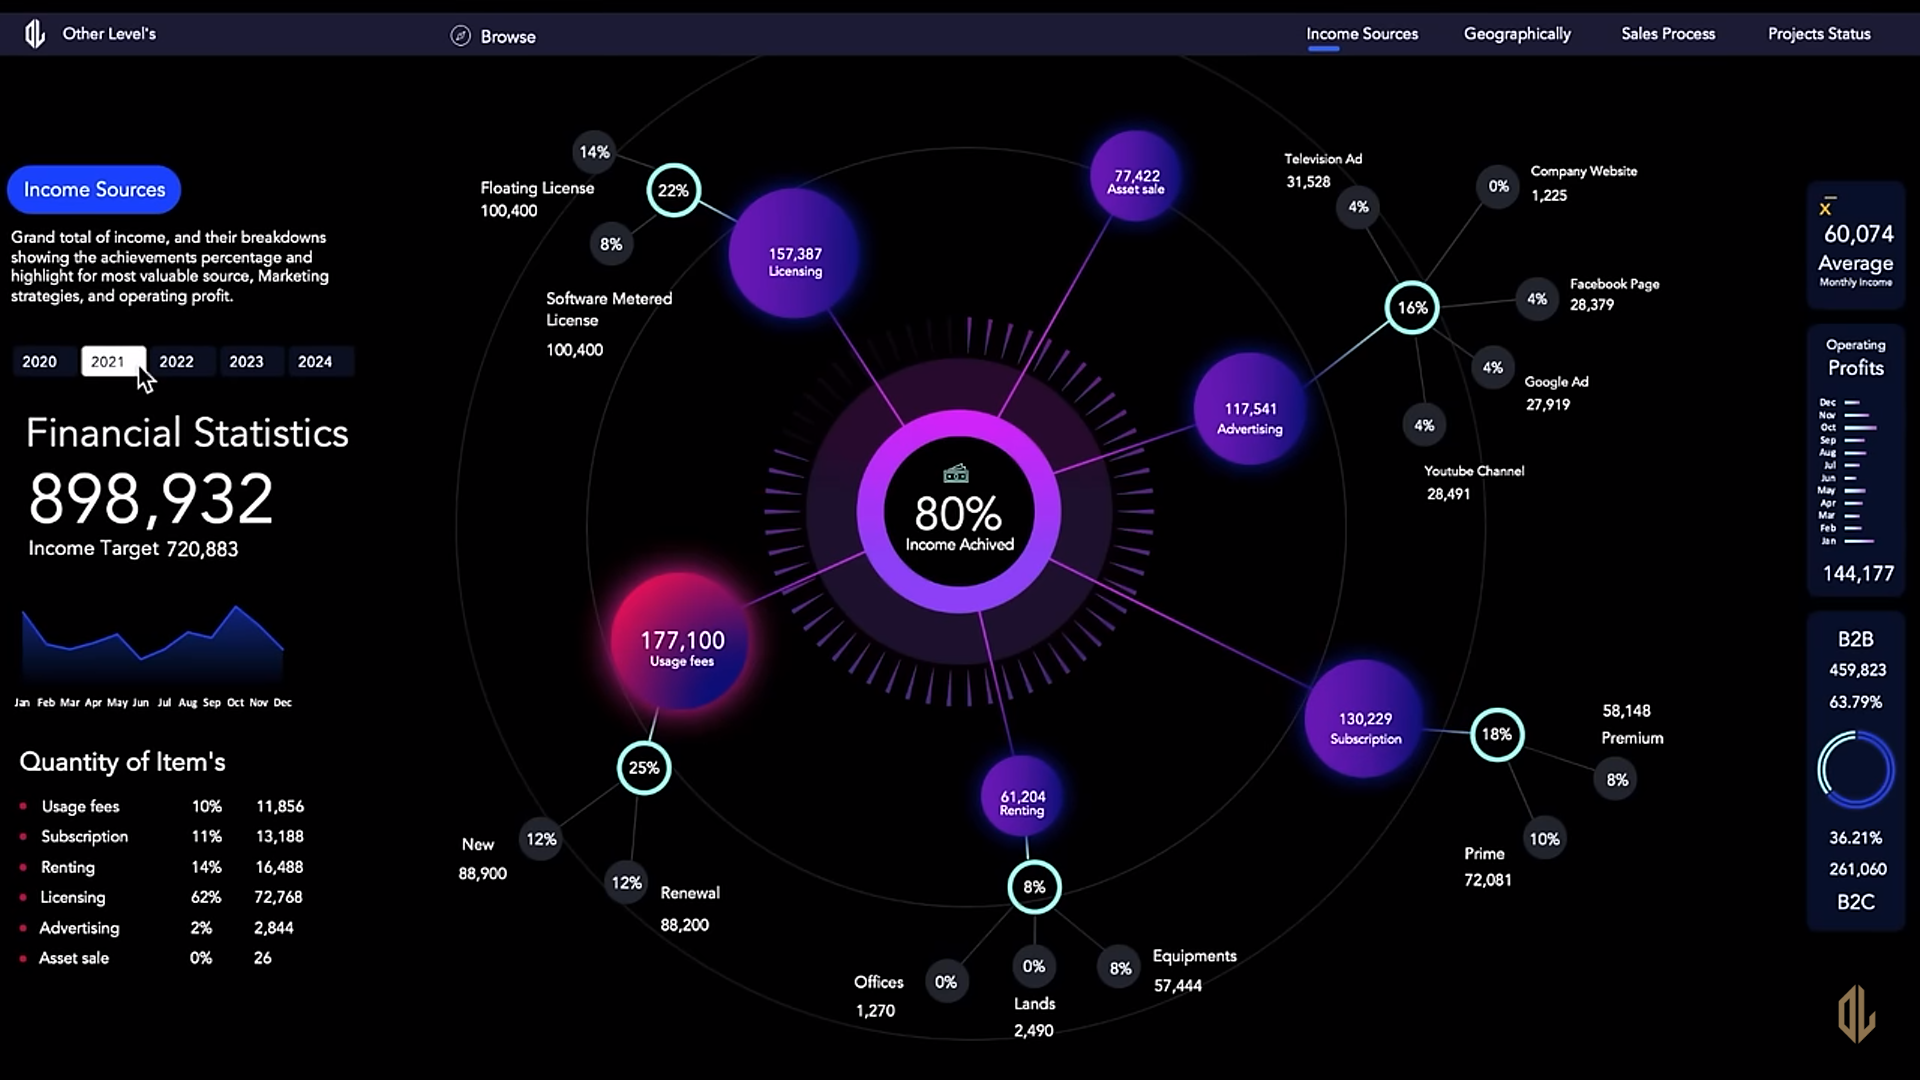 Other Level's
Browse
Income Sources
Geographically
Sales Process
Projects Status
Income Sources
Grand total of income, and their breakdowns
showing the achievements percentage and
highlight for most valuable source, Marketing
strategies, and operating profit.
2020 2021 2022 2023 2024
Financial Statistics
898,932
Income Target 720,883
Jan Feb Mar Apr May Jun Jul Aug Sep Oct Nov Dec
Quantity of Item's
Usage fees 10% 11,856
Subscription 11% 13,188
Renting 14% 16,488
Licensing 62% 72,768
Advertising 2% 2,844
Asset sale 0% 26
14%
Floating License
100,400
22%
8%
Software Metered
License
100,400
157,387
Licensing
77,422
Asset sale
Television Ad
31,528
4%
0%
Company Website
1,225
16%
4%
Facebook Page
28,379
4%
Google Ad
27,919
4%
Youtube Channel
28,491
117,541
Advertising
80%
Income Achived
177,100
Usage fees
25%
12%
New
88,900
12%
Renewal
88,200
61,204
Renting
8%
0%
Offices
1,270
0%
Lands
2,490
8%
Equipments
57,444
130,229
Subscription
18%
58,148
Premium
8%
10%
Prime
72,081
x
60,074
Average
Monthly Income
Operating
Profits
Dec
Nov
Oct
Sep
Aug
Jul
Jun
May
Apr
Mar
Feb
Jan
144,177
B2B
459,823
63.79%
36.21%
261,060
B2C